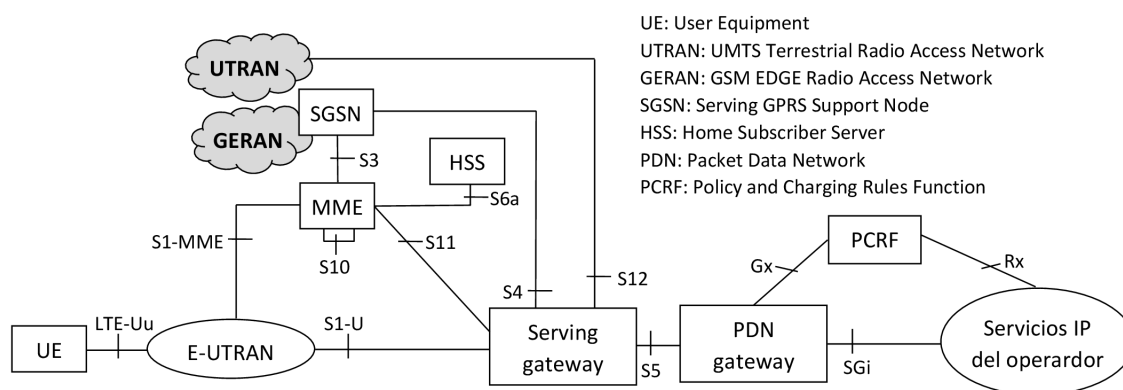 UE: User Equipment
UTRAN: UMTS Terrestrial Radio Access Network
GERAN: GSM EDGE Radio Access Network
SGSN: Serving GPRS Support Node
HSS: Home Subscriber Server
PDN: Packet Data Network
PCRF: Policy and Charging Rules Function
UTRAN
SGSN
GERAN
S3
HSS
MME
S6a
S1-MME
S10
S11
PCRF
Gx
Rx
S4
S12
LTE-Uu
S1-U
UE
E-UTRAN
Serving
gateway
S5
PDN
gateway
SGi
Servicios IP
del operardor